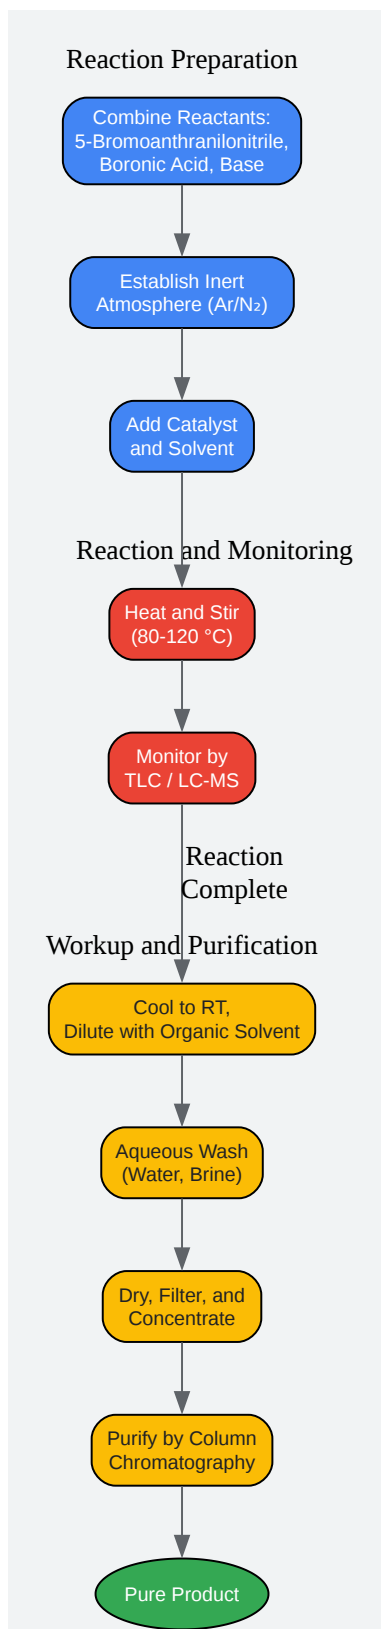 Reaction Preparation
Combine Reactants:
5-Bromoanthranilonitrile,
Boronic Acid, Base
Establish Inert
Atmosphere (Ar/N₂)
Add Catalyst
and Solvent
Reaction and Monitoring
Heat and Stir
(80-120 °C)
Monitor by
TLC / LC-MS
Reaction
Complete
Workup and Purification
Cool to RT,
Dilute with Organic Solvent
Aqueous Wash
(Water, Brine)
Dry, Filter, and
Concentrate
Purify by Column
Chromatography
Pure Product